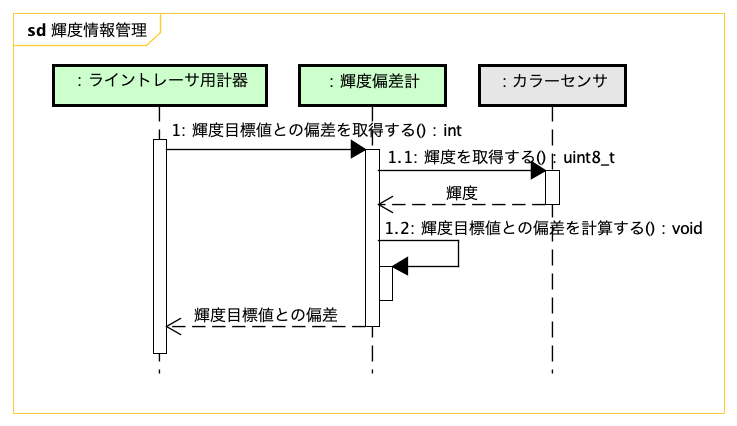 sd 輝度情報管理
: ライントレーサ用計器
: 輝度偏差計
: カラーセンサ
1: 輝度目標値との偏差を取得する() : int
1.1: 輝度を取得する() : uint8_t
輝度
1.2: 輝度目標値との偏差を計算する() : void
輝度目標値との偏差